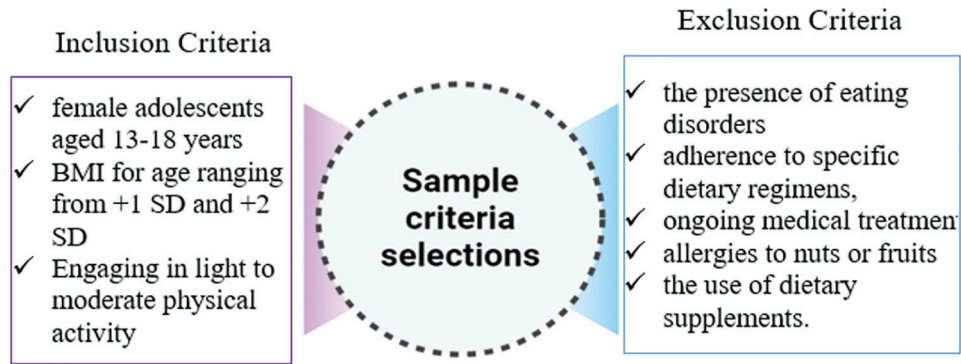 Inclusion Criteria
✓ female adolescents
aged 13-18 years
✓ BMI for age ranging
from +1 SD and +2
SD
✓ Engaging in light to
moderate physical
activity
Sample
criteria
selections
Exclusion Criteria
✓ the presence of eating
disorders
✓ adherence to specific
dietary regimens,
✓ ongoing medical treatment
✓ allergies to nuts or fruits
✓ the use of dietary
supplements.